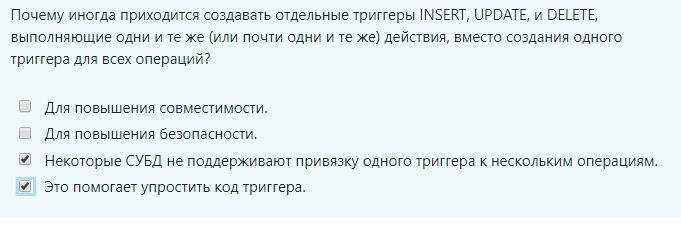 Почему иногда приходится создавать отдельные триггеры INSERT, UPDATE, и DELETE,
выполняющие одни и те же (или почти одни и те же) действия, вместо создания одного
триггера для всех операций?
Для повышения совместимости.
Для повышения безопасности.
Некоторые СУБД не поддерживают привязку одного триггера к нескольким операциям.
Это помогает упростить код триггера.